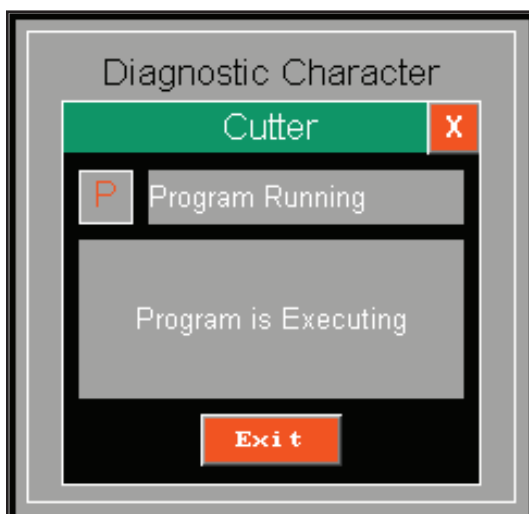 Diagnostic Character
Cutter X
P Program Running
Program is Executing
Exit